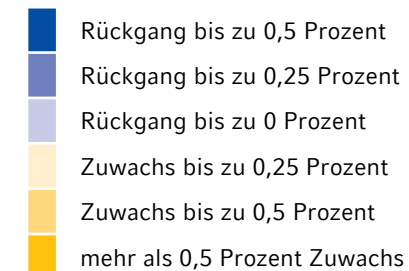 Rückgang bis zu 0,5 Prozent
Rückgang bis zu 0,25 Prozent
Rückgang bis zu 0 Prozent
Zuwachs bis zu 0,25 Prozent
Zuwachs bis zu 0,5 Prozent
mehr als 0,5 Prozent Zuwachs